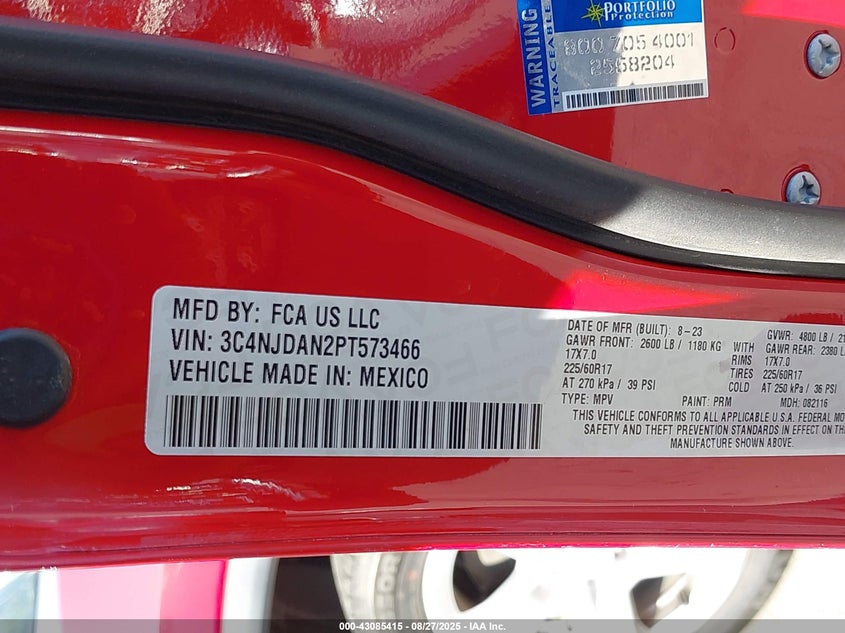 WARNING
TRACEABLE
PORTFOLIO
Protection
800 705 4001
2568204
MFD BY: FCA US LLC
VIN: 3C4NJDAN2PT573466
VEHICLE MADE IN: MEXICO
DATE OF MFR (BUILT): 8-23 GVWR: 4800 LB /
GAWR FRONT: 2600 LB / 1180 KG WITH GAWR REAR: 2380
17X7.0 RIMS 17X7.0
225/60R17 TIRES 225/60R17
AT 270 kPa / 39 PSI COLD AT 250 kPa / 36 PSI
TYPE: MPV PAINT: PRM MDH: 082116
THIS VEHICLE CONFORMS TO ALL APPLICABLE U.S.A. FEDERAL
SAFETY AND THEFT PREVENTION STANDARDS IN EFFECT ON
MANUFACTURE SHOWN ABOVE.
000-43085415 - 08/27/2025 - IAA Inc.